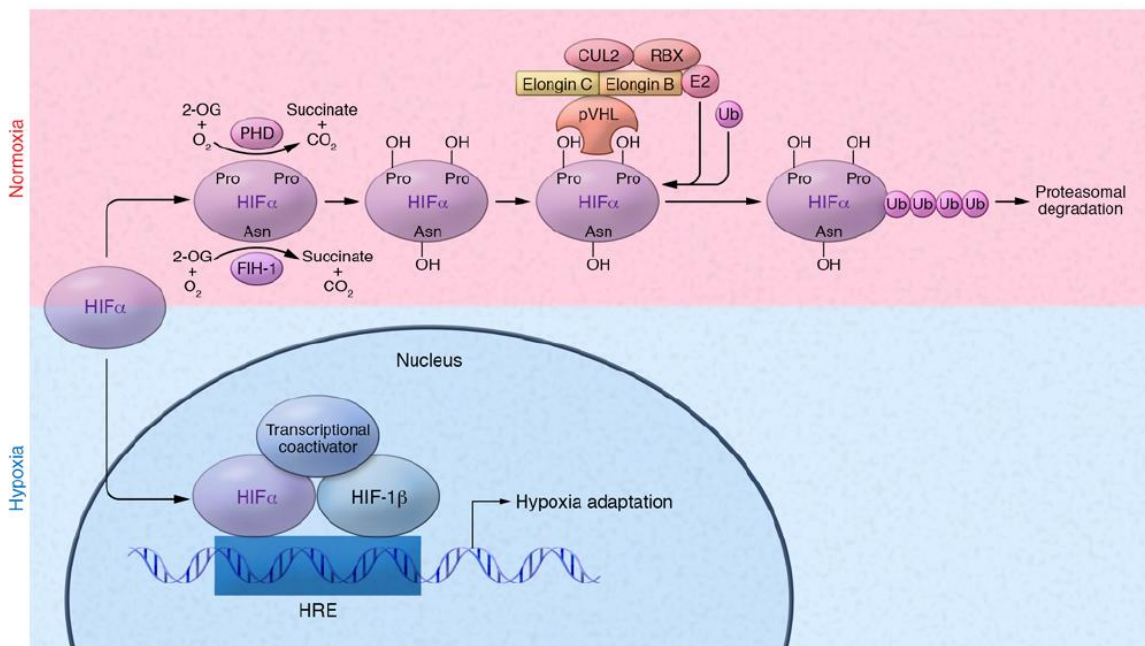 Normoxia
CUL2
RBX
Elongin C
Elongin B
E2
pVHL
Ub
2-OG
+
O₂
PHD
Succinate
+
CO₂
Pro
Pro
HIFα
Asn
2-OG
+
O₂
FIH-1
Succinate
+
CO₂
OH
OH
Pro
Pro
HIFα
Asn
OH
OH
OH
Pro
Pro
HIFα
Asn
OH
OH
OH
Pro
Pro
HIFα
Asn
OH
Ub
Ub
Ub
Ub
Proteasomal
degradation
HIFα
Hypoxia
Nucleus
Transcriptional
coactivator
HIFα
HIF-1β
Hypoxia adaptation
HRE